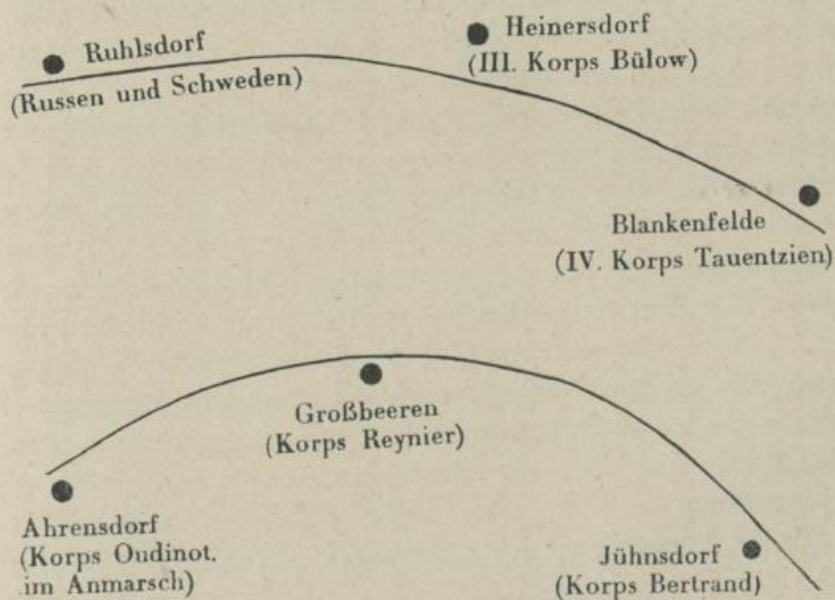 Ruhlsdorf
(Russen und Schweden)
Heinersdorf
(III. Korps Bülow)
Blankenfelde
(IV. Korps Tauentzien)
Großbeeren
(Korps Reynier)
Ahrensdorf
(Korps Oudinot.
im Anmarsch)
Jühnsdorf
(Korps Bertrand)